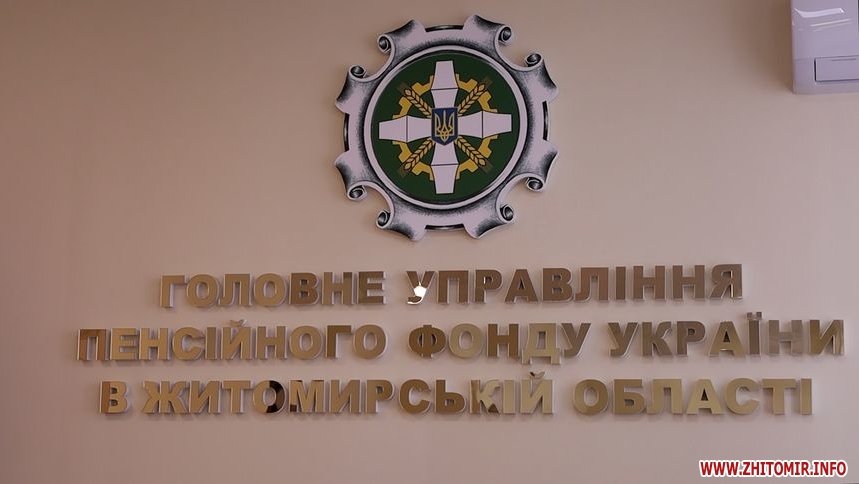 ГОЛОВНЕ УПРАВЛІННЯ
ПЕНСІЙНОГО ФОНДУ УКРАЇНИ
В ЖИТОМИРСЬКІЙ ОБЛАСТІ
WWW.ZHITOMIR.INFO